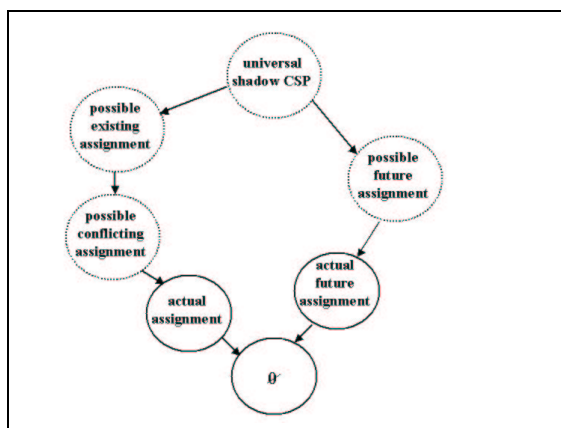 universal
shadow CSP
possible
existing
assignment
possible
future
assignment
possible
conflicting
assignment
actual
future
assignment
actual
assignment